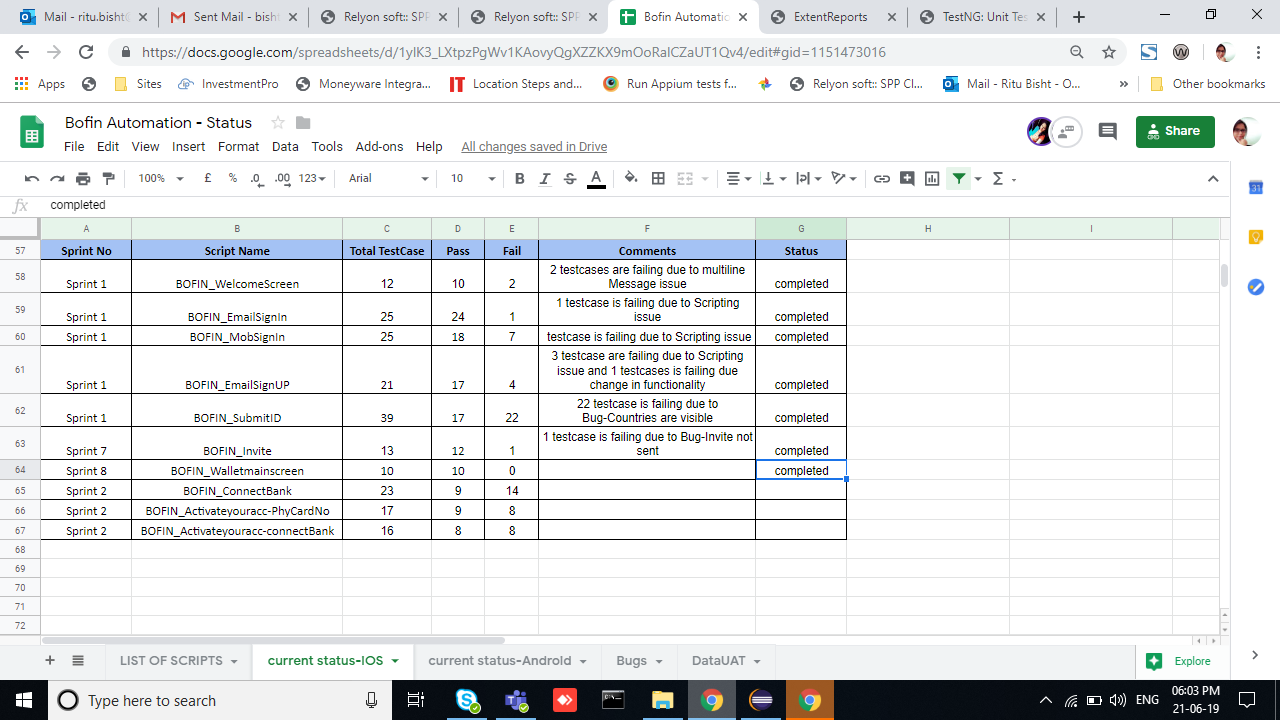 Mail - ritu.bisht@
Sent Mail - bish
Relyon soft:: SPP
Relyon soft:: SPP
Bofin Automatic
ExtentReports
TestNG: Unit Tes
https://docs.google.com/spreadsheets/d/1ylK3_LXtpzPgWv1KAovyQgXZZKX9mOoRalCZaUT1Qv4/edit#gid=1151473016
Apps
Sites
InvestmentPro
Moneyware Integra...
IT
Location Steps and...
Run Appium tests f...
Relyon soft:: SPP Cl...
Mail - Ritu Bisht - O...
»
Other bookmarks
Bofin Automation - Status
File Edit View Insert Format Data Tools Add-ons Help All changes saved in Drive
Share
100% £ % .0 .00 123 Arial 10 B I S A Σ
fx completed
A B C D E F G H I
57 Sprint No Script Name Total TestCase Pass Fail Comments Status
58 Sprint 1 BOFIN_WelcomeScreen 12 10 2 2 testcases are failing due to multiline
Message issue completed
59 Sprint 1 BOFIN_EmailSignIn 25 24 1 1 testcase is failing due to Scripting
issue completed
60 Sprint 1 BOFIN_MobSignIn 25 18 7 testcase is failing due to Scripting issue completed
61 Sprint 1 BOFIN_EmailSignUP 21 17 4 3 testcase are failing due to Scripting
issue and 1 testcases is failing due
change in functionality completed
62 Sprint 1 BOFIN_SubmitID 39 17 22 22 testcase is failing due to
Bug-Countries are visible completed
63 Sprint 7 BOFIN_Invite 13 12 1 1 testcase is failing due to Bug-Invite not
sent completed
64 Sprint 8 BOFIN_Walletmainscreen 10 10 0 completed
65 Sprint 2 BOFIN_ConnectBank 23 9 14
66 Sprint 2 BOFIN_Activateyouracc-PhyCardNo 17 9 8
67 Sprint 2 BOFIN_Activateyouracc-connectBank 16 8 8
68
69
70
71
72
31
LIST OF SCRIPTS
current status-IOS
current status-Android
Bugs
DataUAT
Explore
Type here to search
ENG
06:03 PM
21-06-19